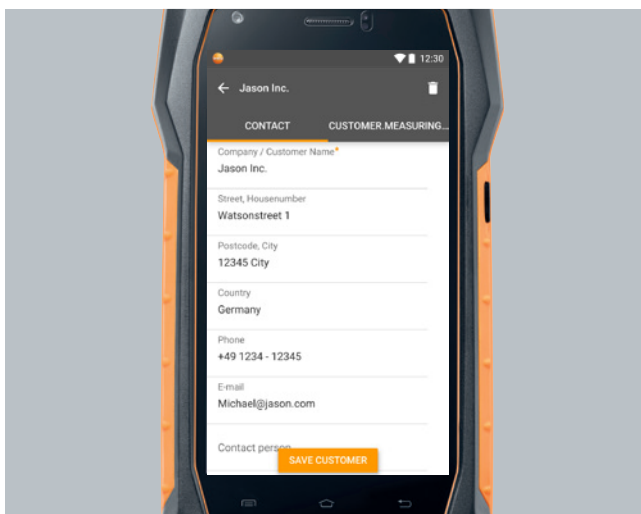 12:30
Jason Inc.
CONTACT CUSTOMER.MEASURING...
Company / Customer Name*
Jason Inc.
Street, Housenumber
Watsonstreet 1
Postcode, City
12345 City
Country
Germany
Phone
+49 1234 - 12345
E-mail
Michael@jason.com
Contact person
SAVE CUSTOMER